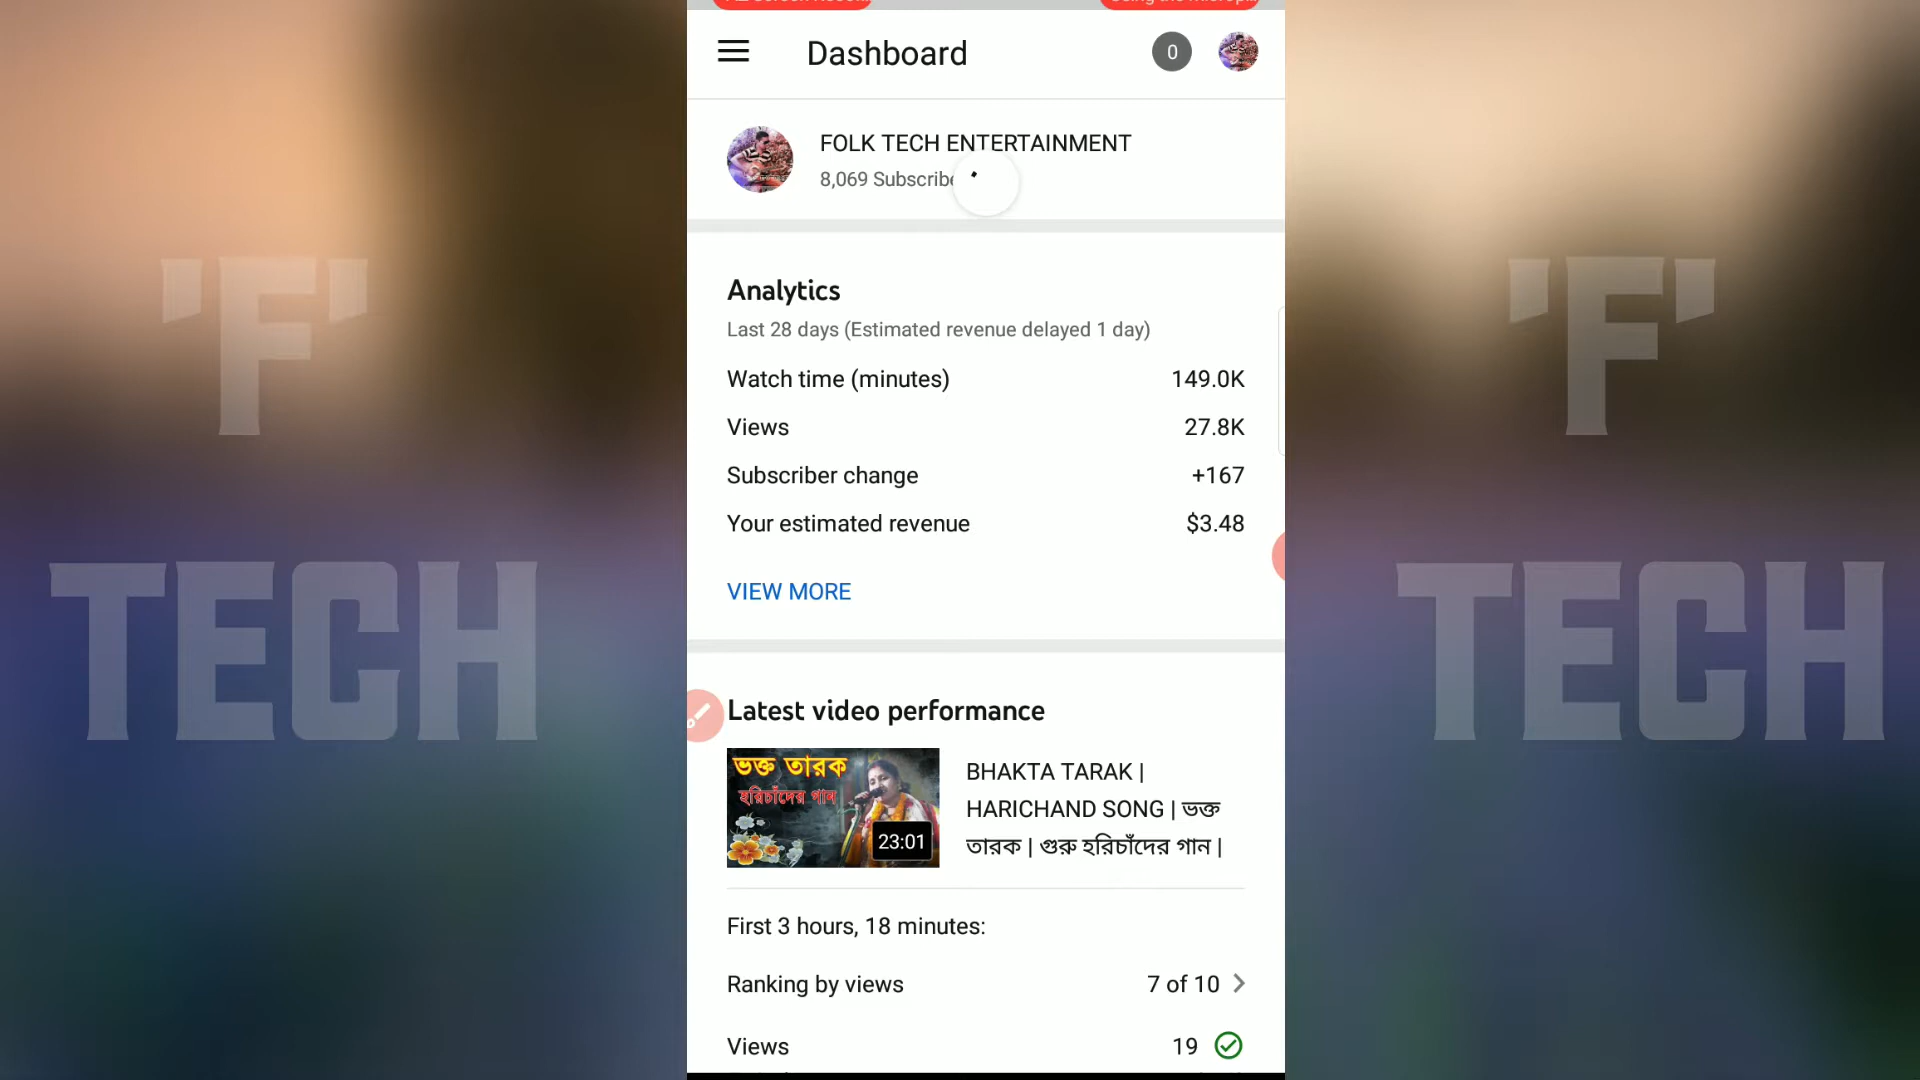 Dashboard
0
FOLK TECH ENTERTAINMENT
8,069
Analytics
Last 28 days (Estimated revenue delayed 1 day)
Watch time (minutes) 149.0K
Views 27.8K
Subscriber change +167
Your estimated revenue $3.48
VIEW MORE
Latest video performance
ভক্ত তারক
হরিচাঁদের গান
23:01
BHAKTA TARAK |
HARICHAND SONG | ভক্ত
তারক | গুরু হরিচাঁদের গান |
First 3 hours, 18 minutes:
Ranking by views 7 of 10
Views 19
'F'
TECH
'F'
TECH